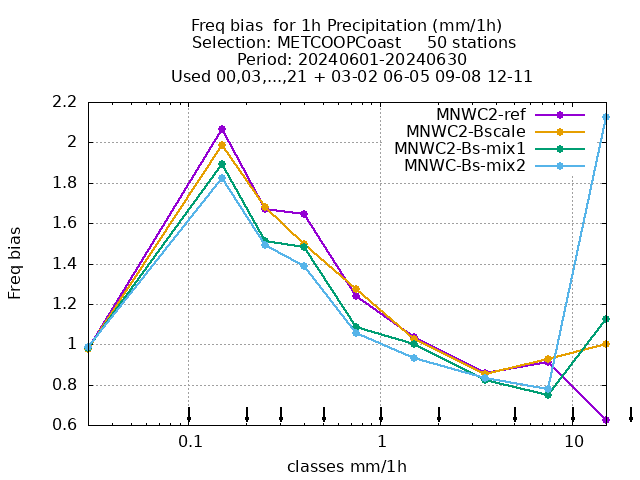 Freq bias  for 1h Precipitation (mm/1h)
Selection: METCOOPCoast     50 stations
Period: 20240601-20240630
Used 00,03,...,21 + 03-02 06-05 09-08 12-11
MNWC2-ref
MNWC2-Bscale
MNWC2-Bs-mix1
MNWC-Bs-mix2
Freq bias
2.2
2
1.8
1.6
1.4
1.2
1
0.8
0.6
0.1 1 10
classes mm/1h